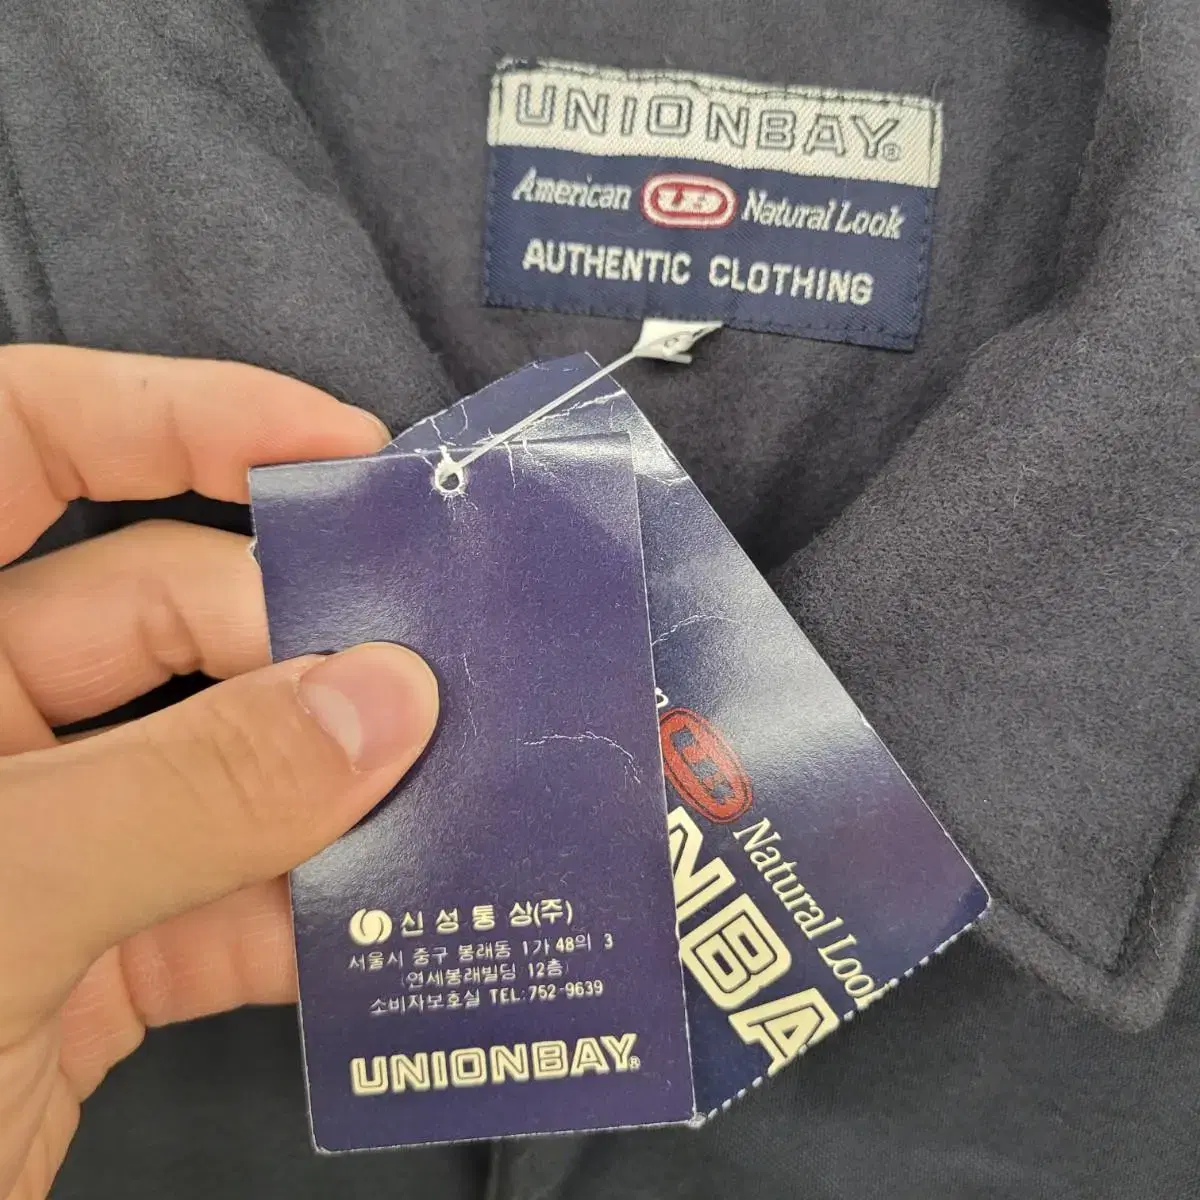 UNIONBAY®
American UB Natural Look
AUTHENTIC CLOTHING
신성통상(주)
서울시 중구 봉래동 1가 48의 3
(연세봉래빌딩 12층)
소비자보호실 TEL: 752-9639
UNIONBAY®
Natural Look
NBA